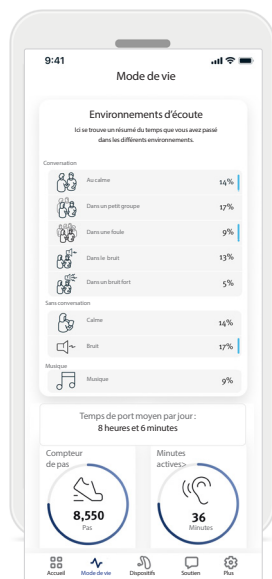 9:41
Mode de vie
Environnements d'écoute
Ici se trouve un résumé du temps que vous avez passé
dans les différents environnements.
Conversation
Au calme 14%
Dans un petit groupe 17%
Dans une foule 9%
Dans le bruit 13%
Dans un bruit fort 5%
Sans conversation
Calme 14%
Bruit 17%
Musique
Musique 9%
Temps de port moyen par jour :
8 heures et 6 minutes
Compteur
de pas
8,550
Pas
Minutes
actives>
36
Minutes
Accueil Mode de vie Dispositifs Soutien Plus